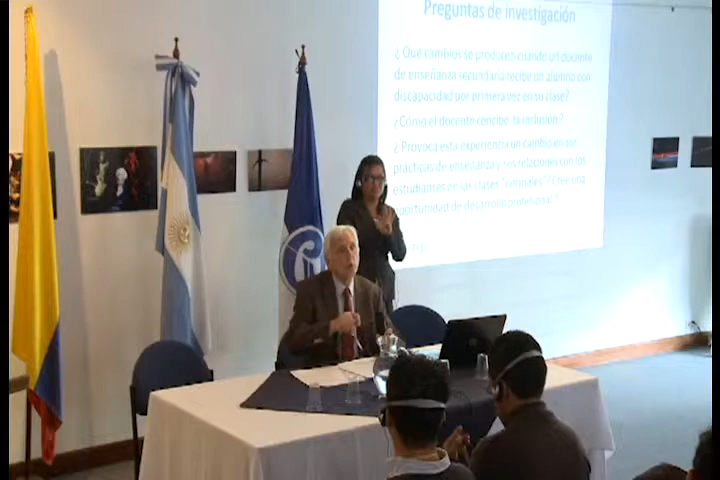 Preguntas de investigación
¿ Qué cambios se producen cuando un docente
de enseñanza secundaria recibe un alumno con
discapacidad por primera vez en su clase?
¿Cómo el docente concibe la inclusión?
¿ Provoca esta experiencia un cambio en sus
prácticas de enseñanza y sus relaciones con los
estudiantes en las clases "normales"? una
oportunidad de desarrollo profesional?